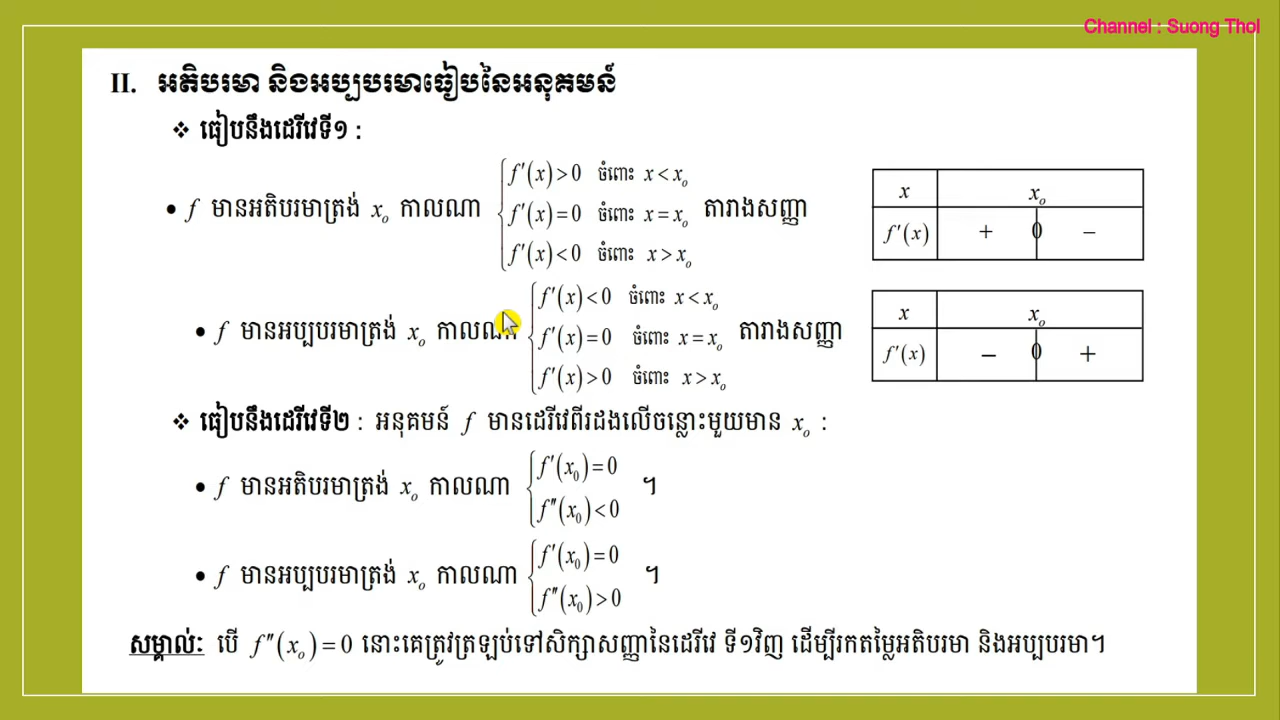 Channel : Suong Thol
II. អតិបរមា និងអប្បបរមាធៀបនៃអនុគមន៍
❖ ធៀបនឹងដេរីវេទី១ :
• f មានអតិបរមាត្រង់ xₒ កាលណា { f'(x) > 0 ចំពោះ x < xₒ
f'(x) = 0 ចំពោះ x = xₒ
f'(x) < 0 ចំពោះ x > xₒ
តារាងសញ្ញា
x xₒ
f'(x) + 0 −
• f មានអប្បបរមាត្រង់ xₒ កាលណា { f'(x) < 0 ចំពោះ x < xₒ
f'(x) = 0 ចំពោះ x = xₒ
f'(x) > 0 ចំពោះ x > xₒ
តារាងសញ្ញា
x xₒ
f'(x) − 0 +
❖ ធៀបនឹងដេរីវេទី២ : អនុគមន៍ f មានដេរីវេពីរដងលើចន្លោះមួយមាន xₒ :
• f មានអតិបរមាត្រង់ xₒ កាលណា { f'(x₀) = 0
f''(x₀) < 0 ។
• f មានអប្បបរមាត្រង់ xₒ កាលណា { f'(x₀) = 0
f''(x₀) > 0 ។
សម្គាល់ៈ បើ f''(xₒ) = 0 នោះគេត្រូវត្រឡប់ទៅសិក្សាសញ្ញានៃដេរីវេ ទី១វិញ ដើម្បីរកតម្លៃអតិបរមា និងអប្បបរមា។